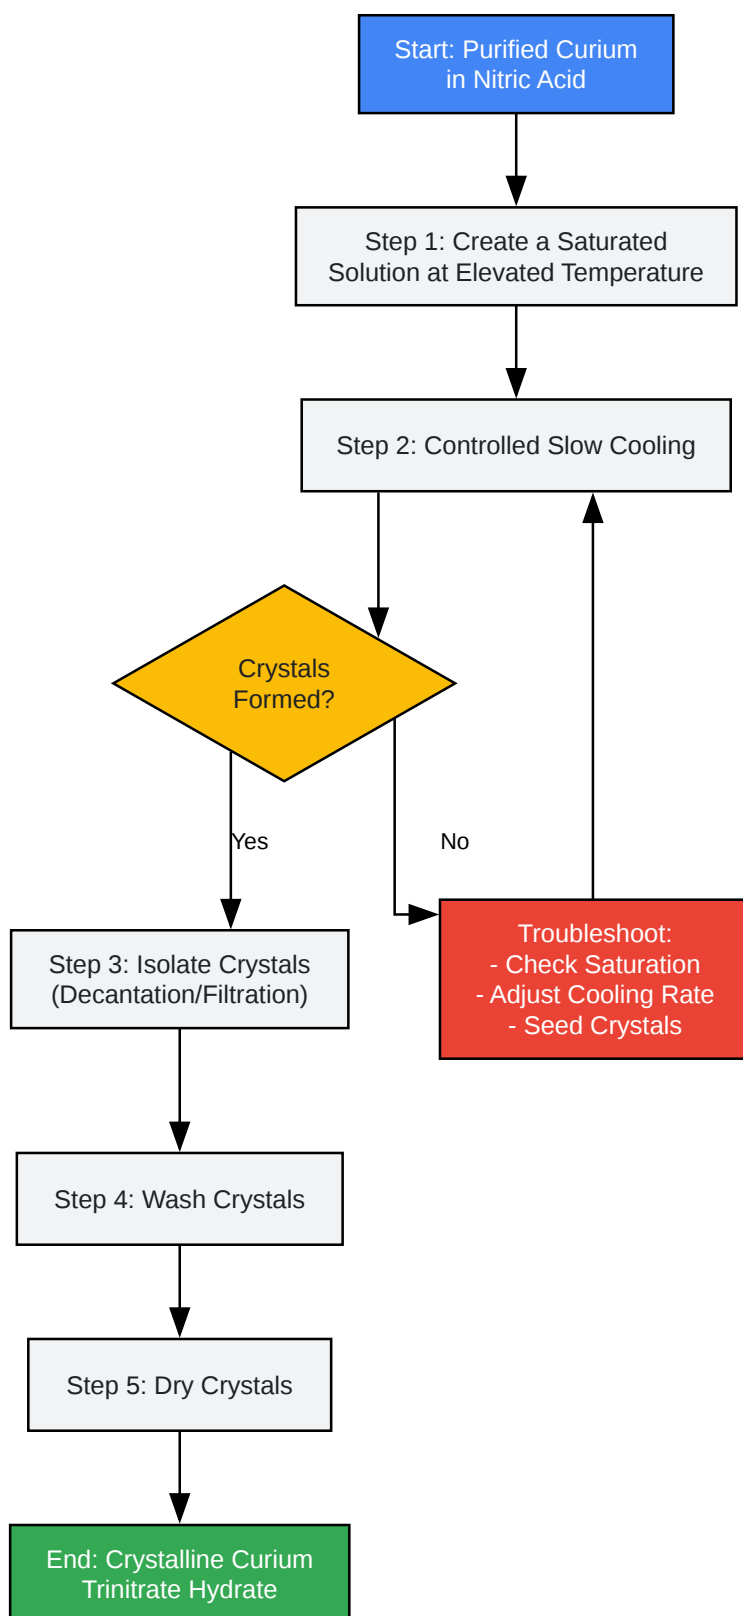 Start: Purified Curium
in Nitric Acid
Step 1: Create a Saturated
Solution at Elevated Temperature
Step 2: Controlled Slow Cooling
Crystals
Formed?
Yes
No
Troubleshoot:
- Check Saturation
- Adjust Cooling Rate
- Seed Crystals
Step 3: Isolate Crystals
(Decantation/Filtration)
Step 4: Wash Crystals
Step 5: Dry Crystals
End: Crystalline Curium
Trinitrate Hydrate